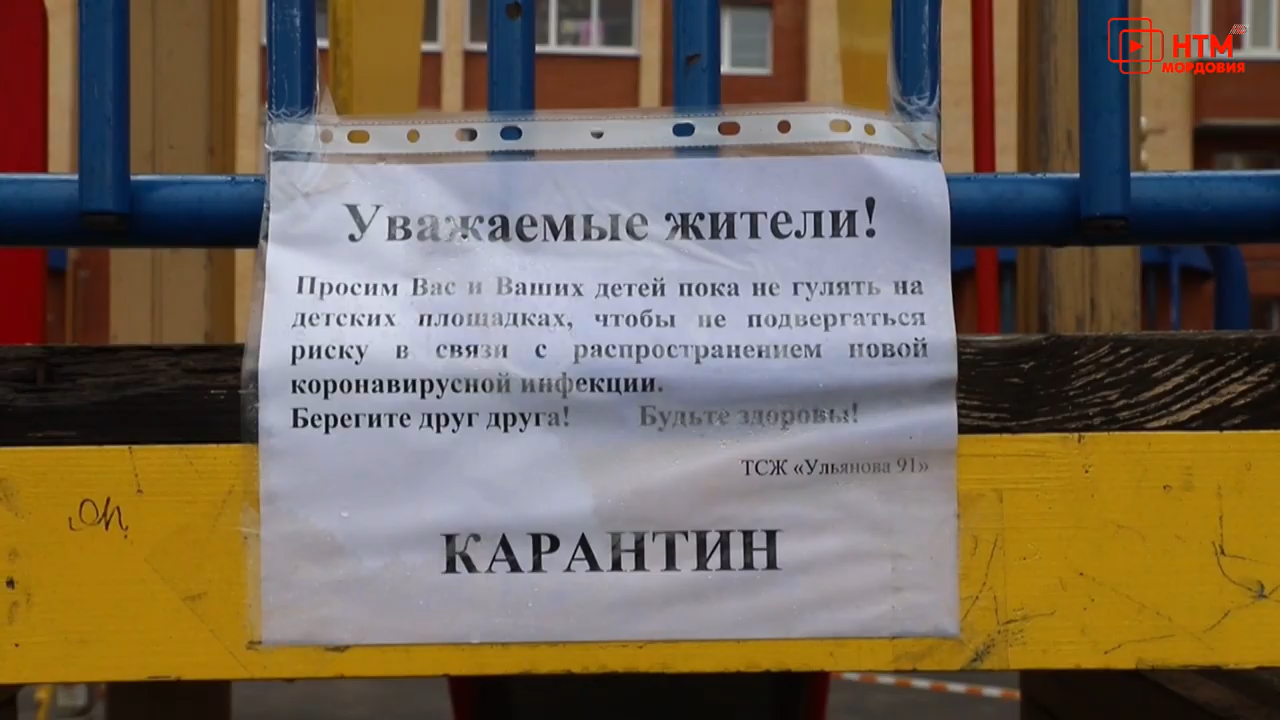 НТМ
МОРДОВИЯ
Уважаемые жители!
Просим Вас и Ваших детей пока не гулять на
детских площадках, чтобы не подвергаться
риску в связи с распространением новой
коронавирусной инфекции.
Берегите друг друга! Будьте здоровы!
ТСЖ «Ульянова 91»
КАРАНТИН